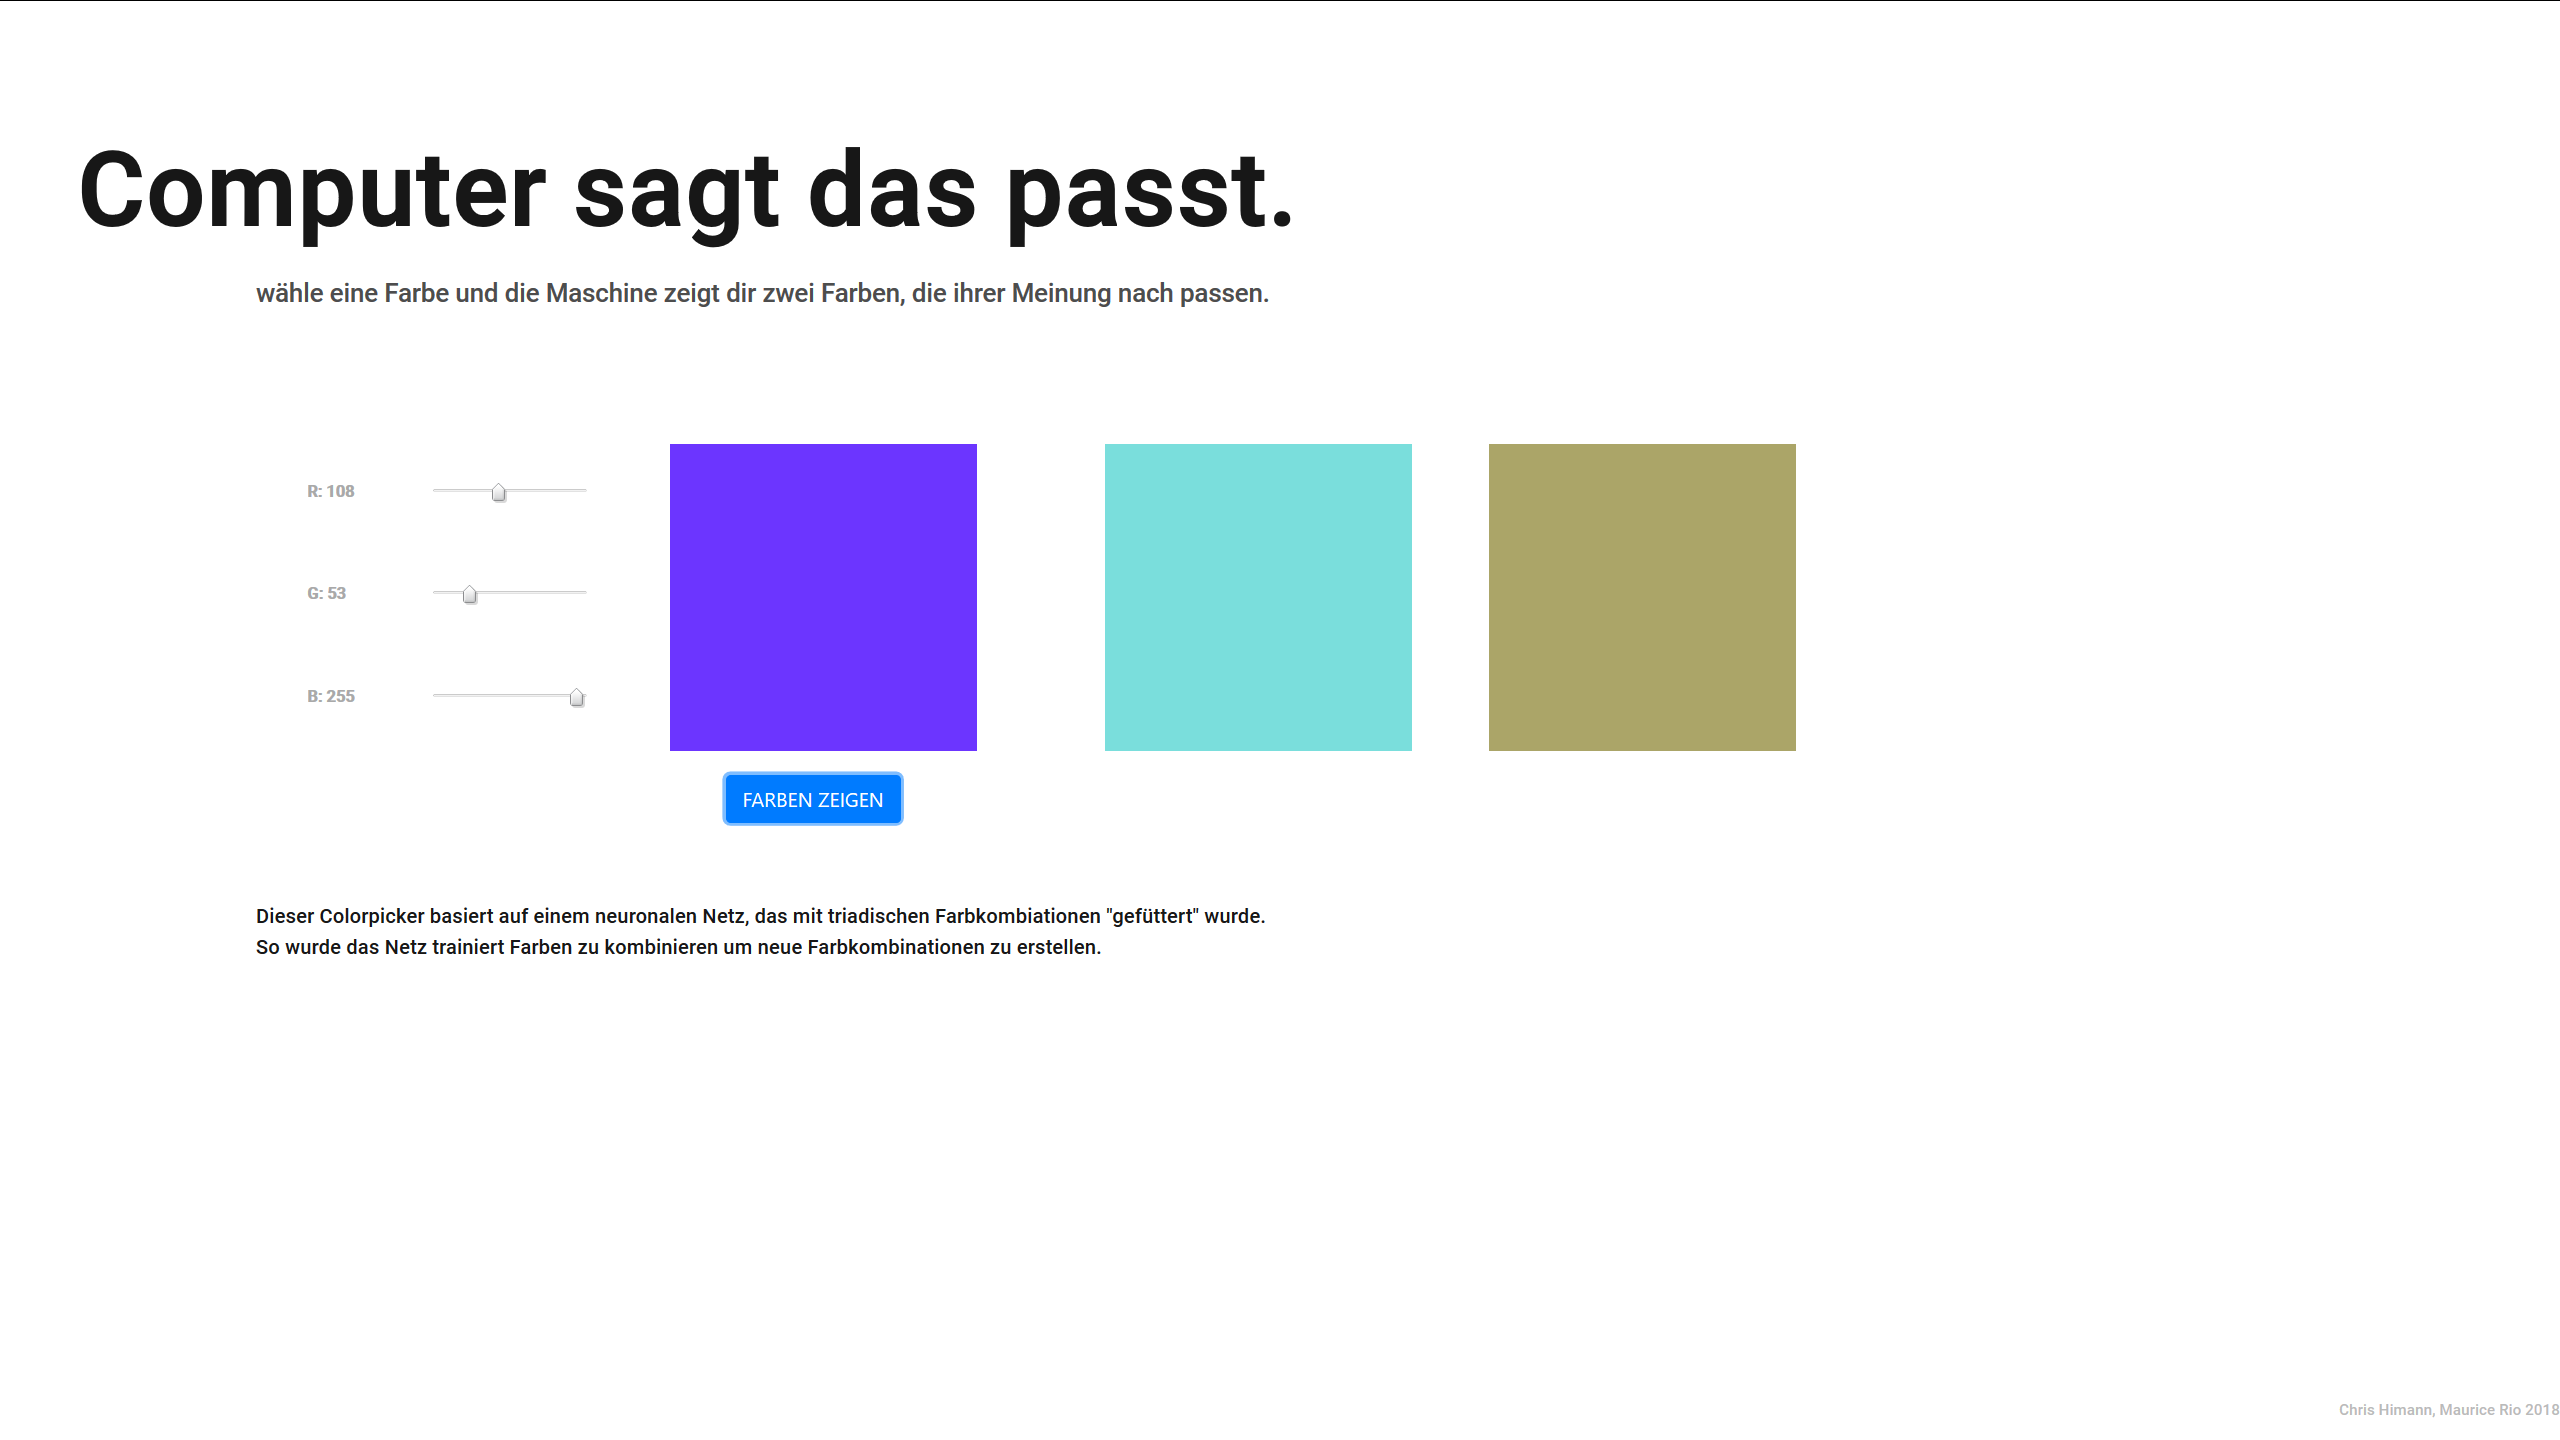 Computer sagt das passt.
wähle eine Farbe und die Maschine zeigt dir zwei Farben, die ihrer Meinung nach passen.
R: 108
G: 53
B: 255
FARBEN ZEIGEN
Dieser Colorpicker basiert auf einem neuronalen Netz, das mit triadischen Farbkombiationen "gefüttert" wurde.
So wurde das Netz trainiert Farben zu kombinieren um neue Farbkombinationen zu erstellen.
Chris Himann, Maurice Rio 2018